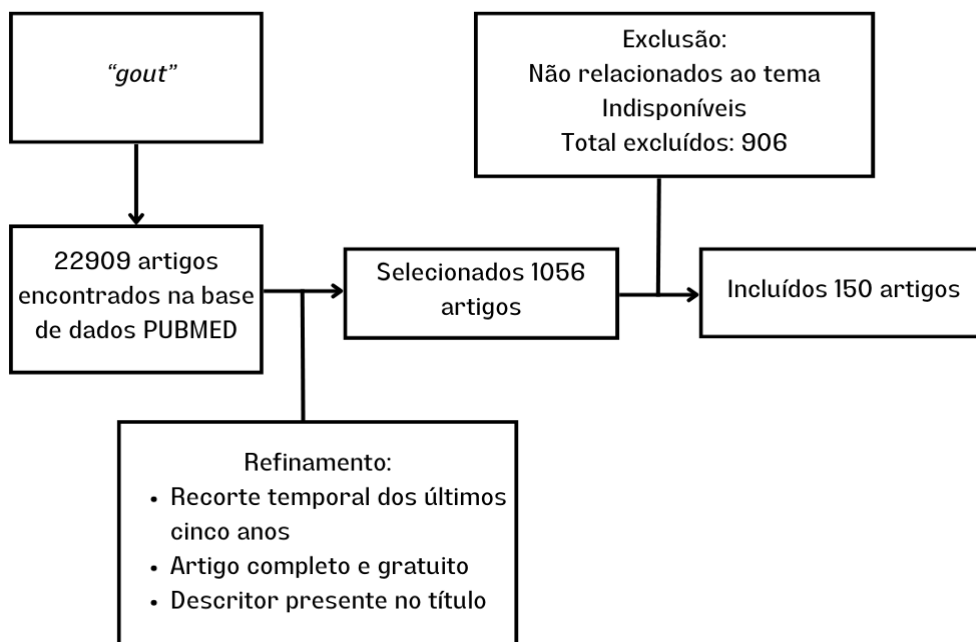 “gout”
Exclusão:
Não relacionados ao tema
Indisponíveis
Total excluídos: 906
22909 artigos
encontrados na base
de dados PUBMED
Selecionados 1056
artigos
Incluídos 150 artigos
Refinamento:
• Recorte temporal dos últimos
cinco anos
• Artigo completo e gratuito
• Descritor presente no título